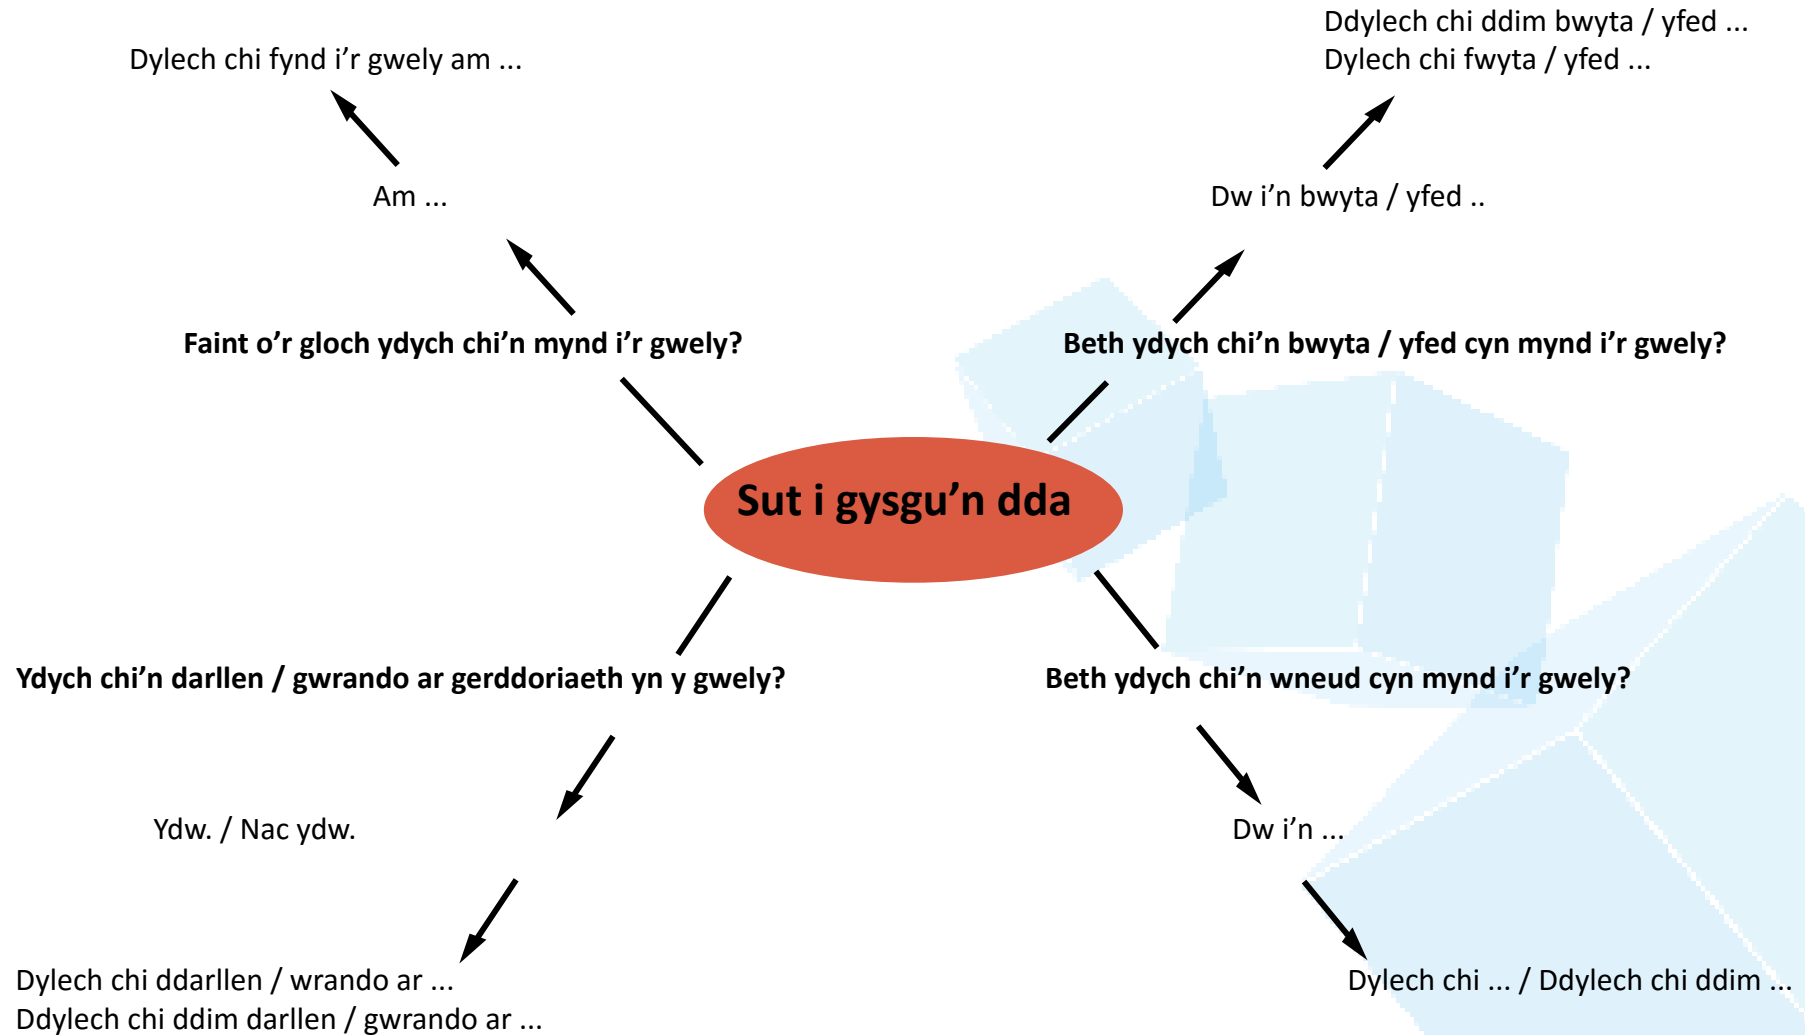 Ddylech chi ddim bwyta / yfed ...
Dylech chi fwyta / yfed ...
Dylech chi fynd i’r gwely am ...
Am ...
Dw i’n bwyta / yfed ..
Faint o’r gloch ydych chi’n mynd i’r gwely?
Beth ydych chi’n bwyta / yfed cyn mynd i’r gwely?
Sut i gysgu’n dda
Ydych chi’n darllen / gwrando ar gerddoriaeth yn y gwely?
Beth ydych chi’n wneud cyn mynd i’r gwely?
Ydw. / Nac ydw.
Dw i’n ...
Dylech chi ddarllen / wrando ar ...
Ddylech chi ddim darllen / gwrando ar ...
Dylech chi ... / Ddylech chi ddim ...